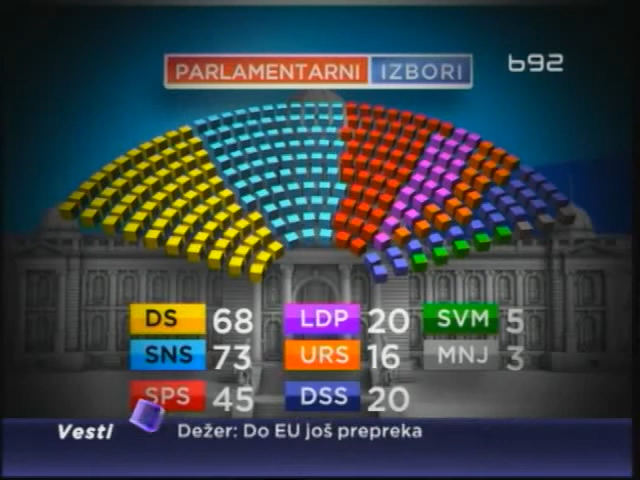 PARLAMENTARNI IZBORI
b92
DS 68 LDP 20 SVM 5
SNS 73 URS 16 MNJ 3
SPS 45 DSS 20
Vesti Dežer: Do EU još prepreka